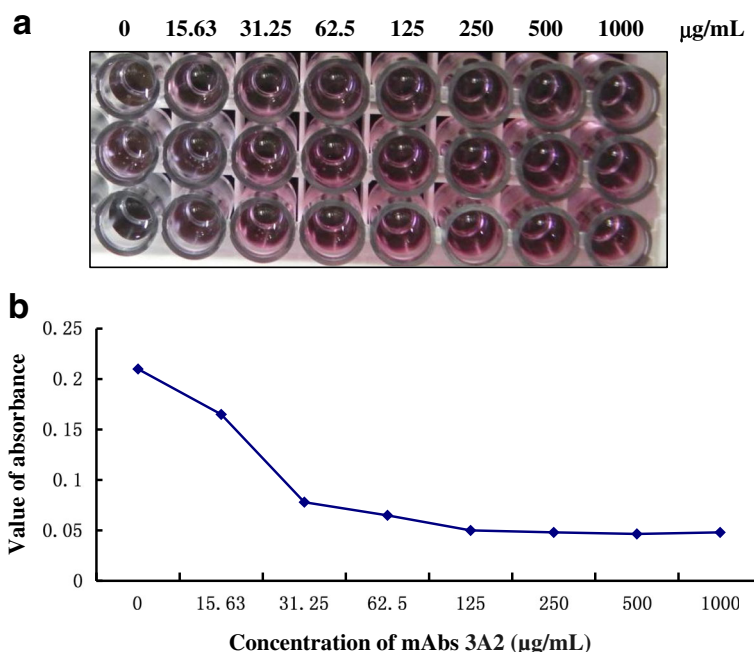 a
0 15.63 31.25 62.5 125 250 500 1000 μg/mL
b
0.25
0.2
0.15
0.1
0.05
0
Value of absorbance
0 15.63 31.25 62.5 125 250 500 1000
Concentration of mAbs 3A2 (μg/mL)